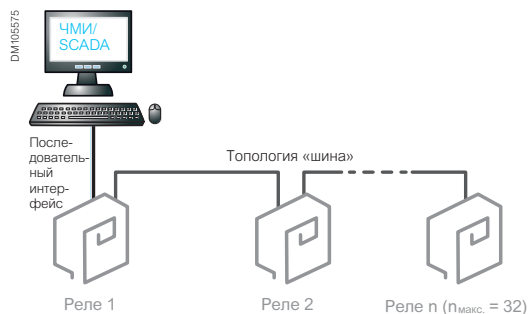 DM105575
ЧМИ/
SCADA
После-
дователь-
ный
интер-
фейс
Топология «шина»
Реле 1
Реле 2
Реле n (nмакс. = 32)